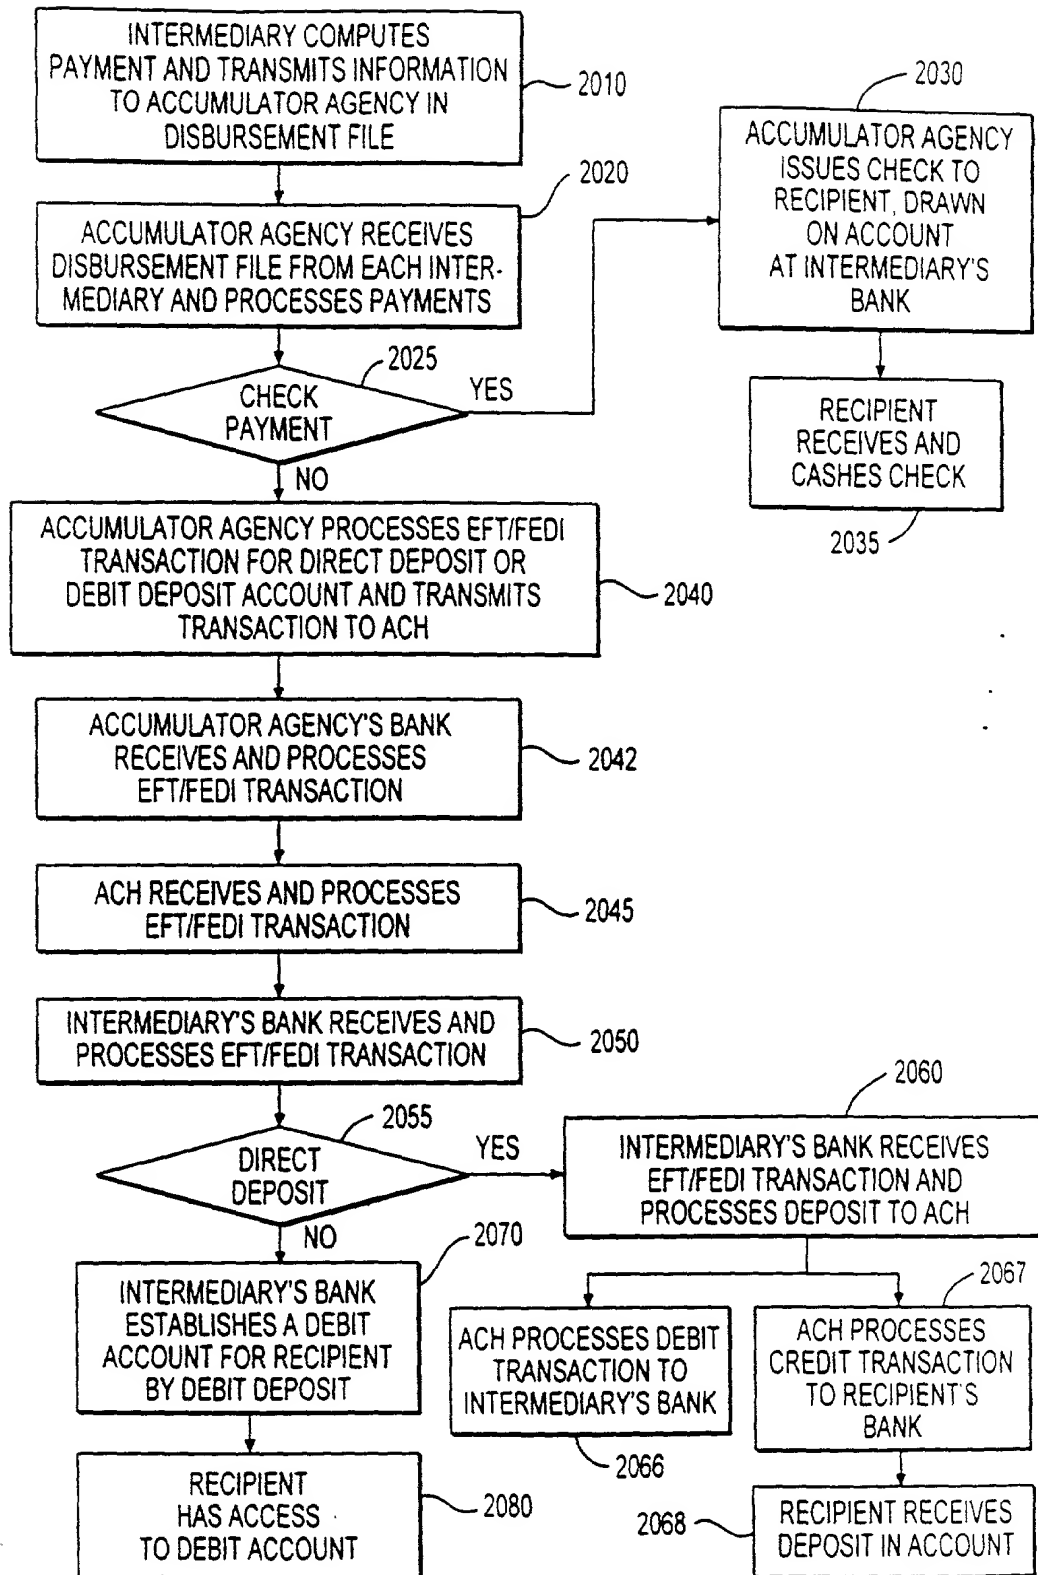 INTERMEDIARY COMPUTES
PAYMENT AND TRANSMITS INFORMATION
TO ACCUMULATOR AGENCY IN
DISBURSEMENT FILE
2010
ACCUMULATOR AGENCY RECEIVES
DISBURSEMENT FILE FROM EACH INTER-
MEDIARY AND PROCESSES PAYMENTS
2020
CHECK
PAYMENT
2025
YES
NO
2030
ACCUMULATOR AGENCY
ISSUES CHECK TO
RECIPIENT, DRAWN
ON ACCOUNT
AT INTERMEDIARY'S
BANK
RECIPIENT
RECEIVES AND
CASHES CHECK
2035
ACCUMULATOR AGENCY PROCESSES EFT/FEDI
TRANSACTION FOR DIRECT DEPOSIT OR
DEBIT DEPOSIT ACCOUNT AND TRANSMITS
TRANSACTION TO ACH
2040
ACCUMULATOR AGENCY'S BANK
RECEIVES AND PROCESSES
EFT/FEDI TRANSACTION
2042
ACH RECEIVES AND PROCESSES
EFT/FEDI TRANSACTION
2045
INTERMEDIARY'S BANK RECEIVES AND
PROCESSES EFT/FEDI TRANSACTION
2050
DIRECT
DEPOSIT
2055
YES
NO
2060
INTERMEDIARY'S BANK RECEIVES
EFT/FEDI TRANSACTION AND
PROCESSES DEPOSIT TO ACH
2070
INTERMEDIARY'S BANK
ESTABLISHES A DEBIT
ACCOUNT FOR RECIPIENT
BY DEBIT DEPOSIT
ACH PROCESSES DEBIT
TRANSACTION TO
INTERMEDIARY'S BANK
2066
2067
ACH PROCESSES
CREDIT TRANSACTION
TO RECIPIENT'S
BANK
RECIPIENT
HAS ACCESS
TO DEBIT ACCOUNT
2080
2068
RECIPIENT RECEIVES
DEPOSIT IN ACCOUNT